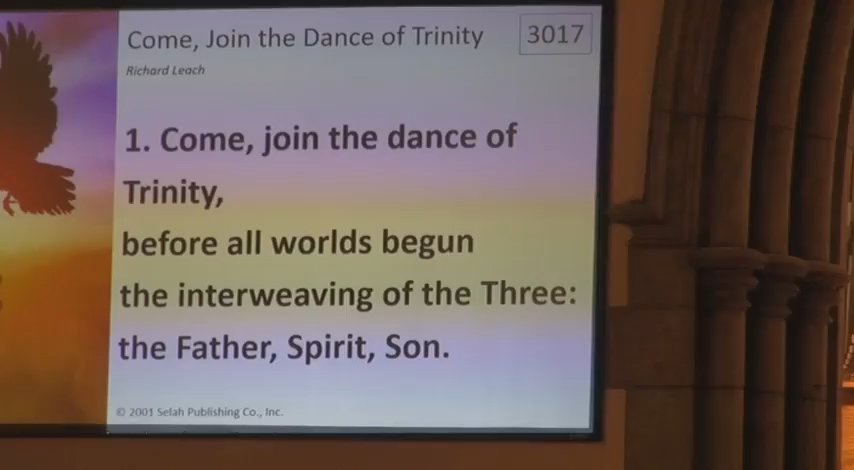 Come, Join the Dance of Trinity 3017
Richard Leach
1. Come, join the dance of
Trinity,
before all worlds begun
the interweaving of the Three:
the Father, Spirit, Son.
© 2001 Selah Publishing Co., Inc.